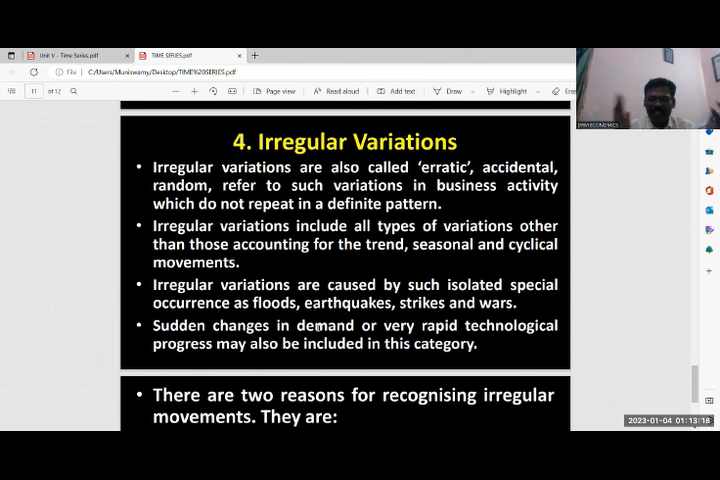 Unit V - Time Series.pdf
TIME SERIES.pdf
File
C:/Users/Muniswamy/Desktop/TIME%20SERIES.pdf
11 of 12
Page view
Read aloud
Add text
Draw
Highlight
Eras
4. Irregular Variations
• Irregular variations are also called ‘erratic’, accidental,
random, refer to such variations in business activity
which do not repeat in a definite pattern.
• Irregular variations include all types of variations other
than those accounting for the trend, seasonal and cyclical
movements.
• Irregular variations are caused by such isolated special
occurrence as floods, earthquakes, strikes and wars.
• Sudden changes in demand or very rapid technological
progress may also be included in this category.
• There are two reasons for recognising irregular
movements. They are:
2023-01-04 01:13:18